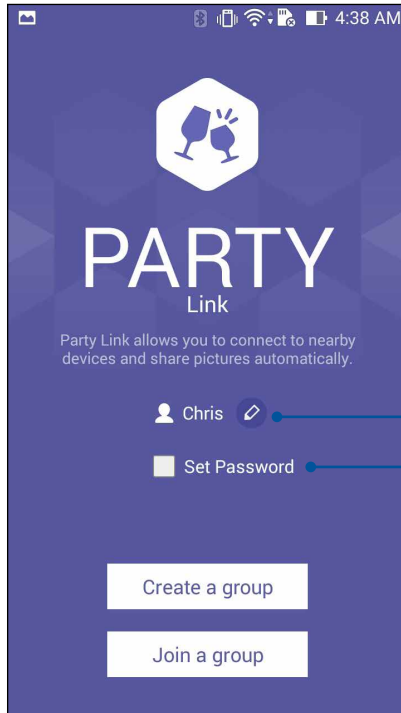 4:38 AM
PARTY
Link
Party Link allows you to connect to nearby
devices and share pictures automatically.
Chris
Set Password
Create a group
Join a group